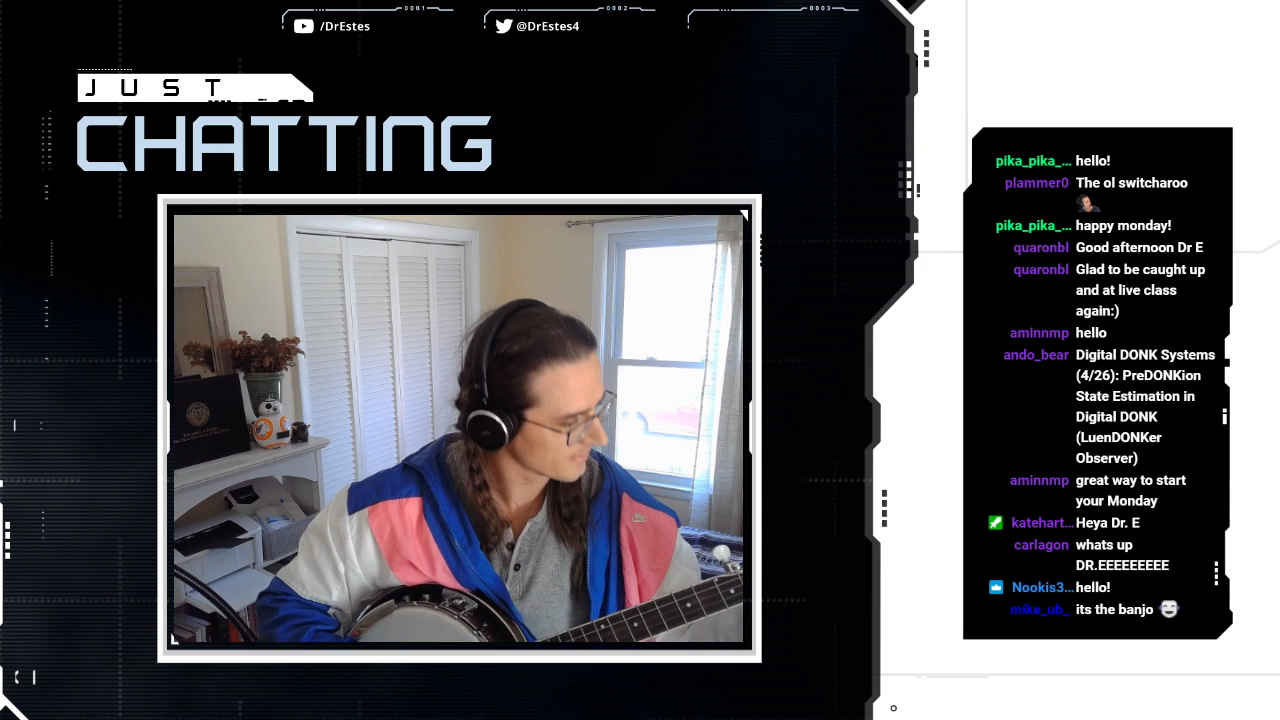 0001
0002
0003
/DrEstes
@DrEstes4
JUST
CHATTING
pika_pika_... hello!
plammer0 The ol switcharoo
pika_pika_... happy monday!
quaronbl Good afternoon Dr E
quaronbl Glad to be caught up
and at live class
again:)
aminnmp hello
ando_bear Digital DONK Systems
(4/26): PreDONKion
State Estimation in
Digital DONK
(LuenDONKer
Observer)
aminnmp great way to start
your Monday
katehart... Heya Dr. E
carlagon whats up
DR.EEEEEEEEE
Nookis3... hello!
mike_ub_ its the banjo